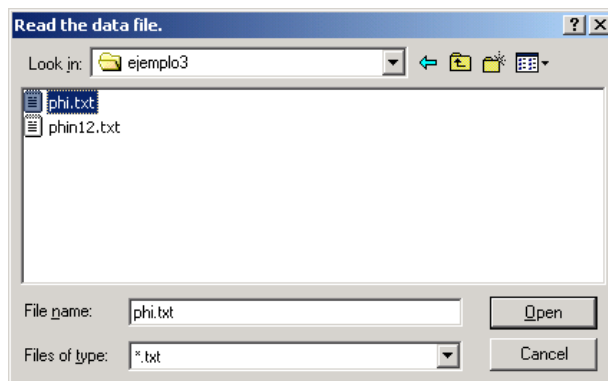 Read the data file.
Look in: ejemplo3
phi.txt
phin12.txt
File name: phi.txt Open
Files of type: *.txt Cancel